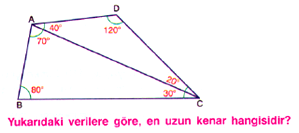 D
A
40°
120°
70°
20°
80°
30°
B
C
Yukarıdaki verilere göre, en uzun kenar hangisidir?